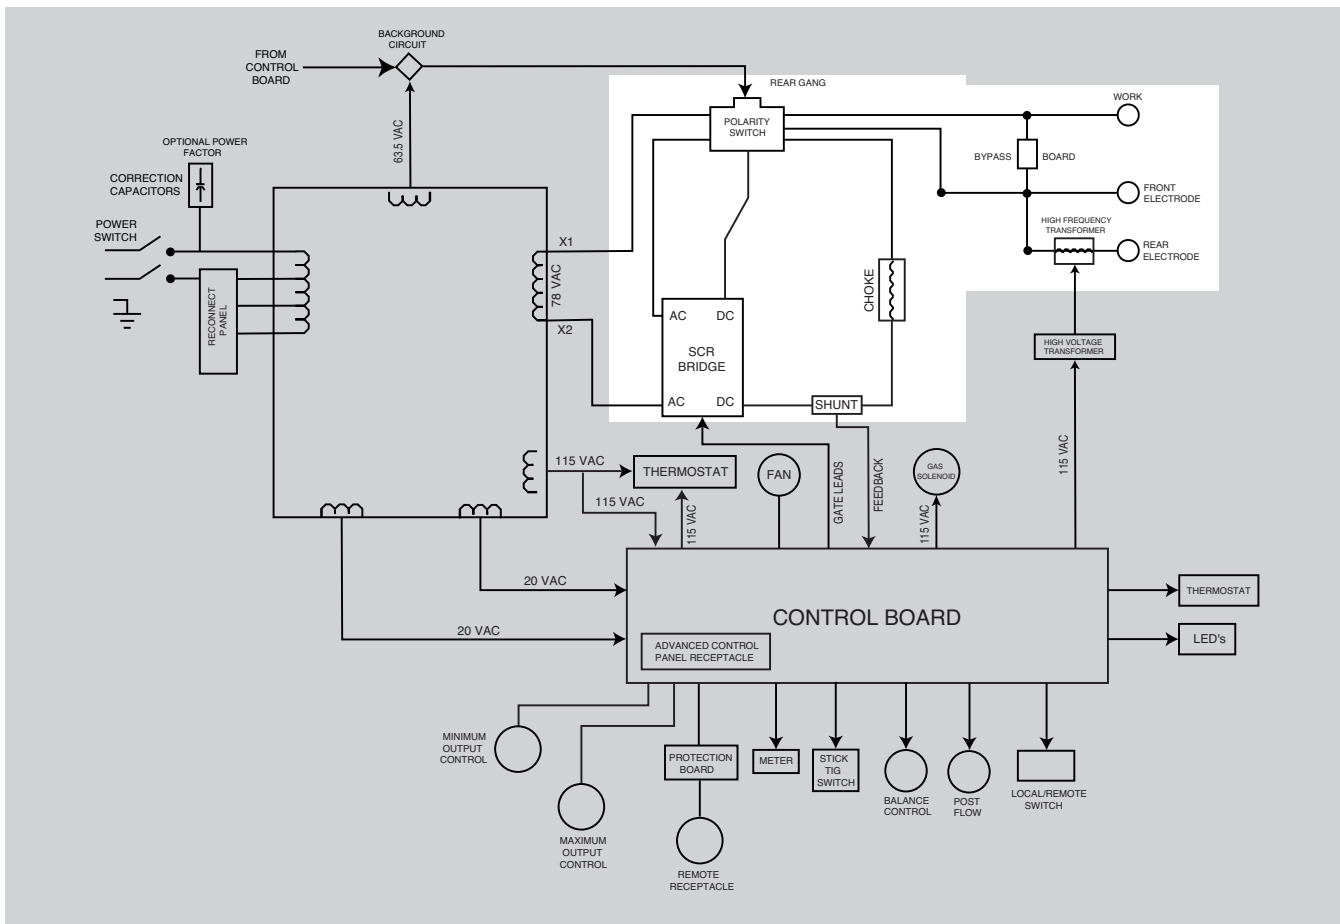 BACKGROUND
CIRCUIT
FROM
CONTROL
BOARD
REAR GANG
POLARITY
SWITCH
WORK
63.5 VAC
OPTIONAL POWER
FACTOR
CORRECTION
CAPACITORS
BYPASS BOARD
FRONT
ELECTRODE
POWER
SWITCH
HIGH FREQUENCY
TRANSFORMER
REAR
ELECTRODE
X1
78 VAC
X2
RECONNECT
PANEL
CHOKE
AC DC
SCR
BRIDGE
AC DC
SHUNT
HIGH VOLTAGE
TRANSFORMER
115 VAC
THERMOSTAT
FAN
GATE LEADS
FEEDBACK
GAS
SOLENOID
115 VAC
115 VAC
115 VAC
115 VAC
20 VAC
20 VAC
CONTROL BOARD
ADVANCED CONTROL
PANEL RECEPTACLE
THERMOSTAT
LED's
MINIMUM
OUTPUT
CONTROL
MAXIMUM
OUTPUT
CONTROL
PROTECTION
BOARD
REMOTE
RECEPTACLE
METER
STICK
TIG
SWITCH
BALANCE
CONTROL
POST
FLOW
LOCAL/REMOTE
SWITCH